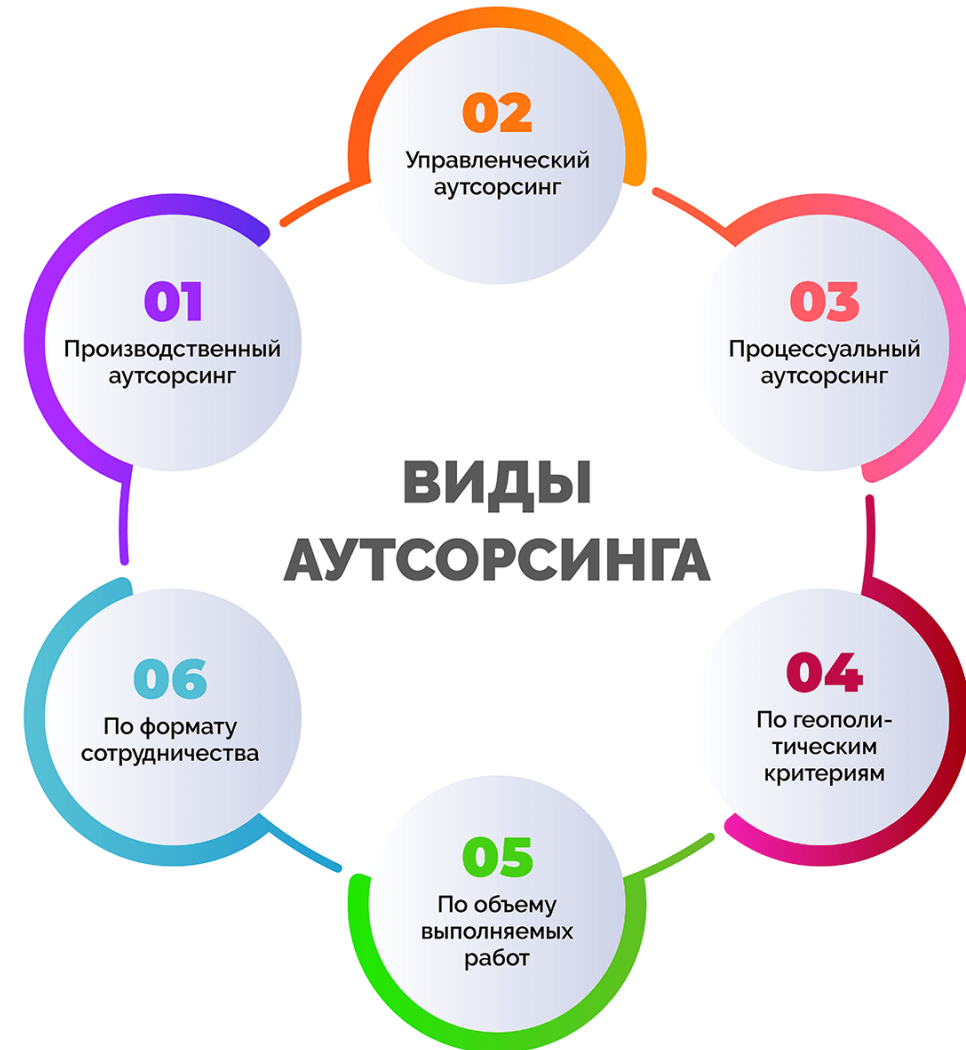 02
Управленческий
аутсорсинг
01
Производственный
аутсорсинг
03
Процессуальный
аутсорсинг
ВИДЫ
АУТСОРСИНГА
06
По формату
сотрудничества
04
По геополи-
тическим
критериям
05
По объему
выполняемых
работ